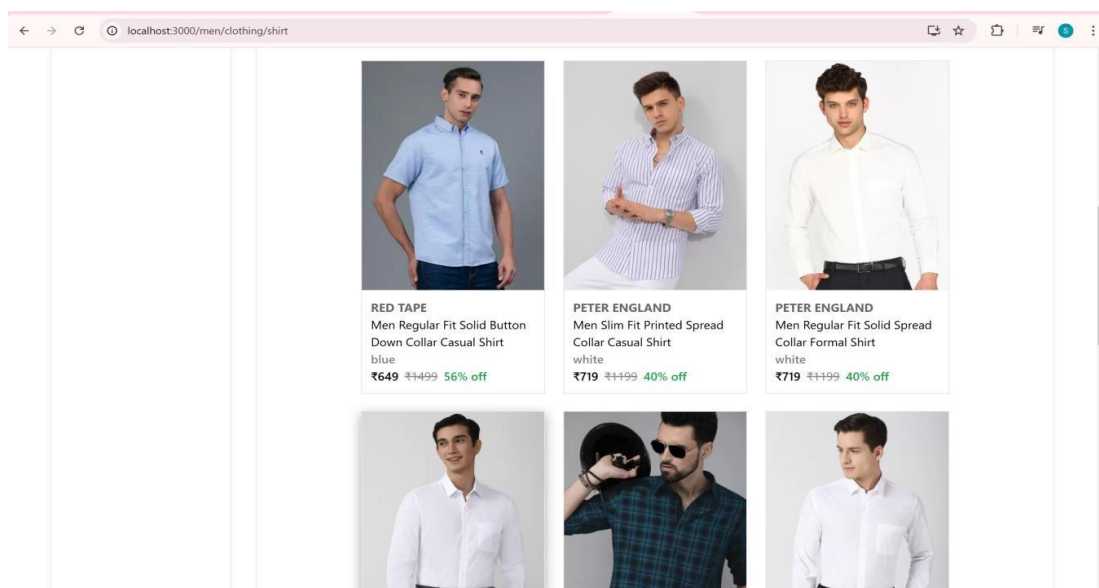 localhost:3000/men/clothing/shirt
S
RED TAPE
Men Regular Fit Solid Button
Down Collar Casual Shirt
blue
₹649 ₹1499 56% off
PETER ENGLAND
Men Slim Fit Printed Spread
Collar Casual Shirt
white
₹719 ₹1199 40% off
PETER ENGLAND
Men Regular Fit Solid Spread
Collar Formal Shirt
white
₹719 ₹1199 40% off